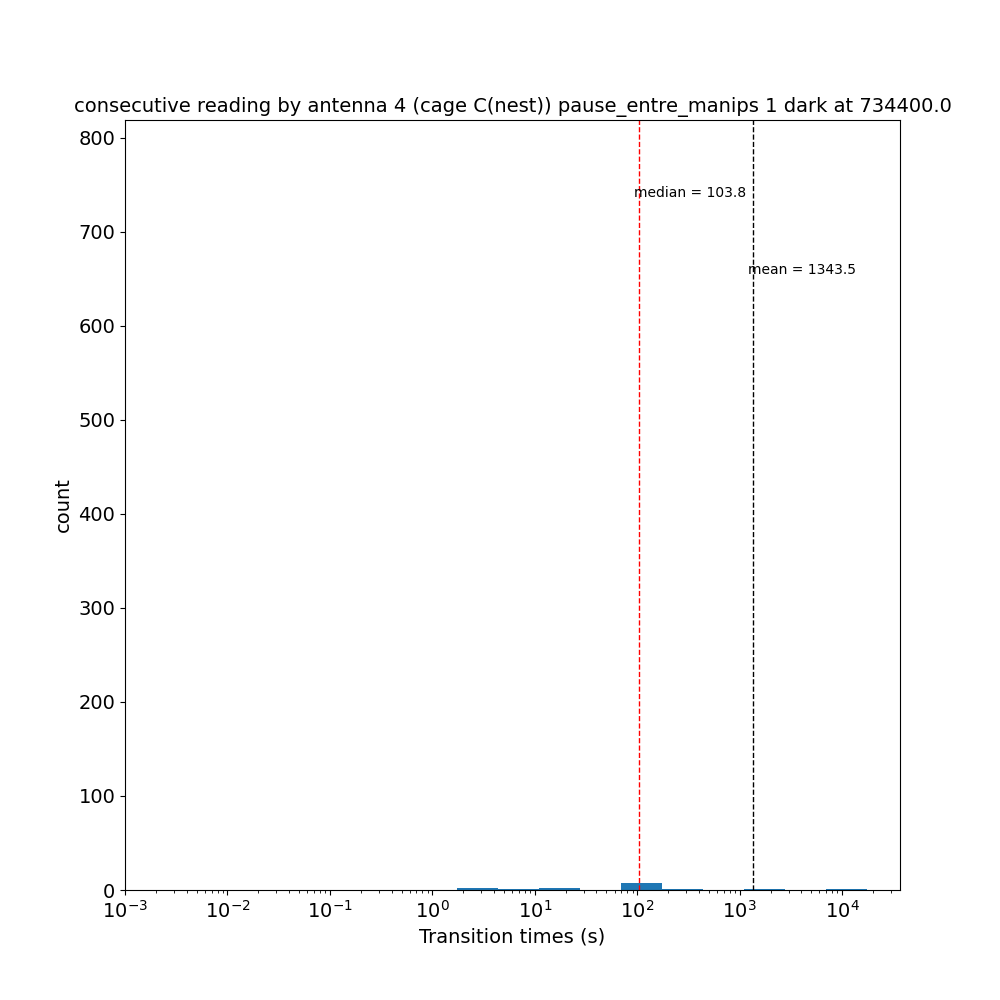 consecutive reading by antenna 4 (cage C(nest)) pause_entre_manips 1 dark at 734400.0
800
median = 103.8
700
mean = 1343.5
600
500
count
400
300
200
100
0
10⁻³ 10⁻² 10⁻¹ 10⁰ 10¹ 10² 10³ 10⁴
Transition times (s)